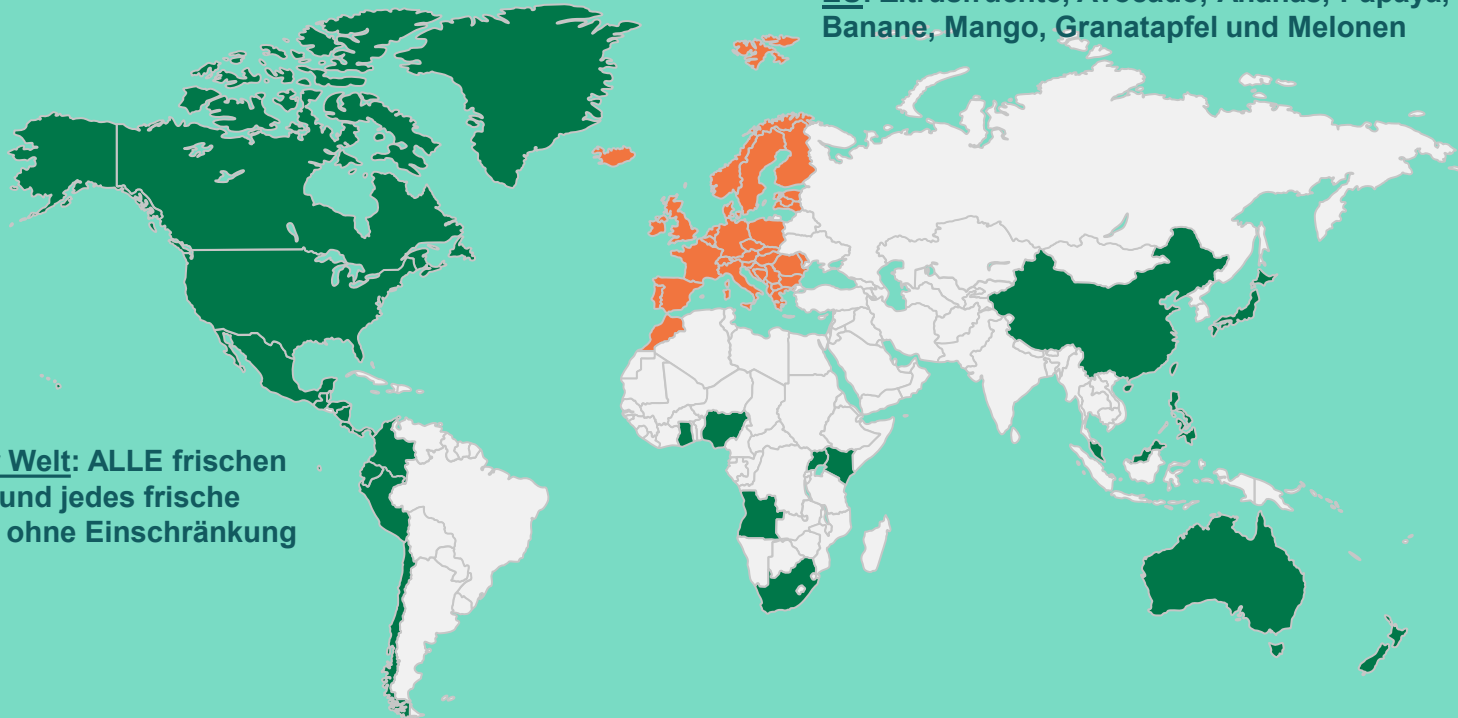 Banane, Mango, Granatapfel und Melonen
Welt: ALLE frischen
und jedes frische
ohne Einschränkung